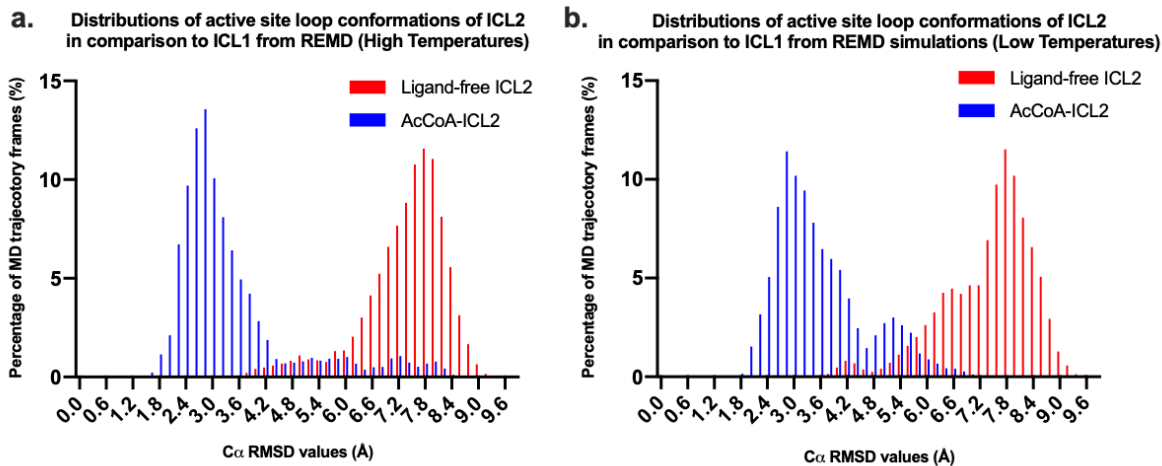 a.
Distributions of active site loop conformations of ICL2
in comparison to ICL1 from REMD (High Temperatures)
Percentage of MD trajecotory frames (%)
15
10
5
0
Ligand-free ICL2
AcCoA-ICL2
0.0 0.6 1.2 1.8 2.4 3.0 3.6 4.2 4.8 5.4 6.0 6.6 7.2 7.8 8.4 9.0 9.6
Cα RMSD values (Å)
b.
Distributions of active site loop conformations of ICL2
in comparison to ICL1 from REMD simulations (Low Temperatures)
Percentage of MD trajecotory frames (%)
15
10
5
0
Ligand-free ICL2
AcCoA-ICL2
0.0 0.6 1.2 1.8 2.4 3.0 3.6 4.2 4.8 5.4 6.0 6.6 7.2 7.8 8.4 9.0 9.6
Cα RMSD values (Å)